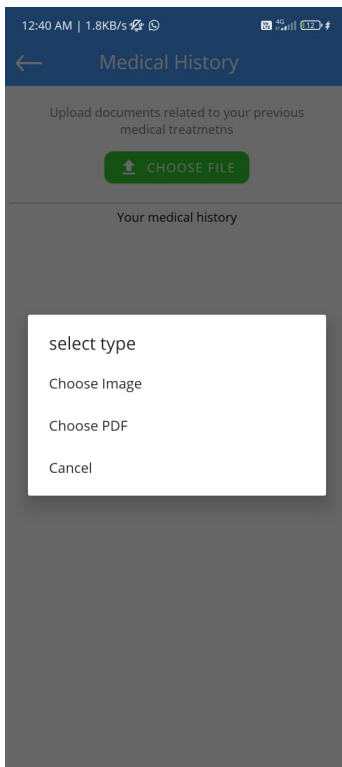 12:40 AM | 1.8KB/s 4G 12
Medical History
Upload documents related to your previous
medical treatmetns
CHOOSE FILE
Your medical history
select type
Choose Image
Choose PDF
Cancel